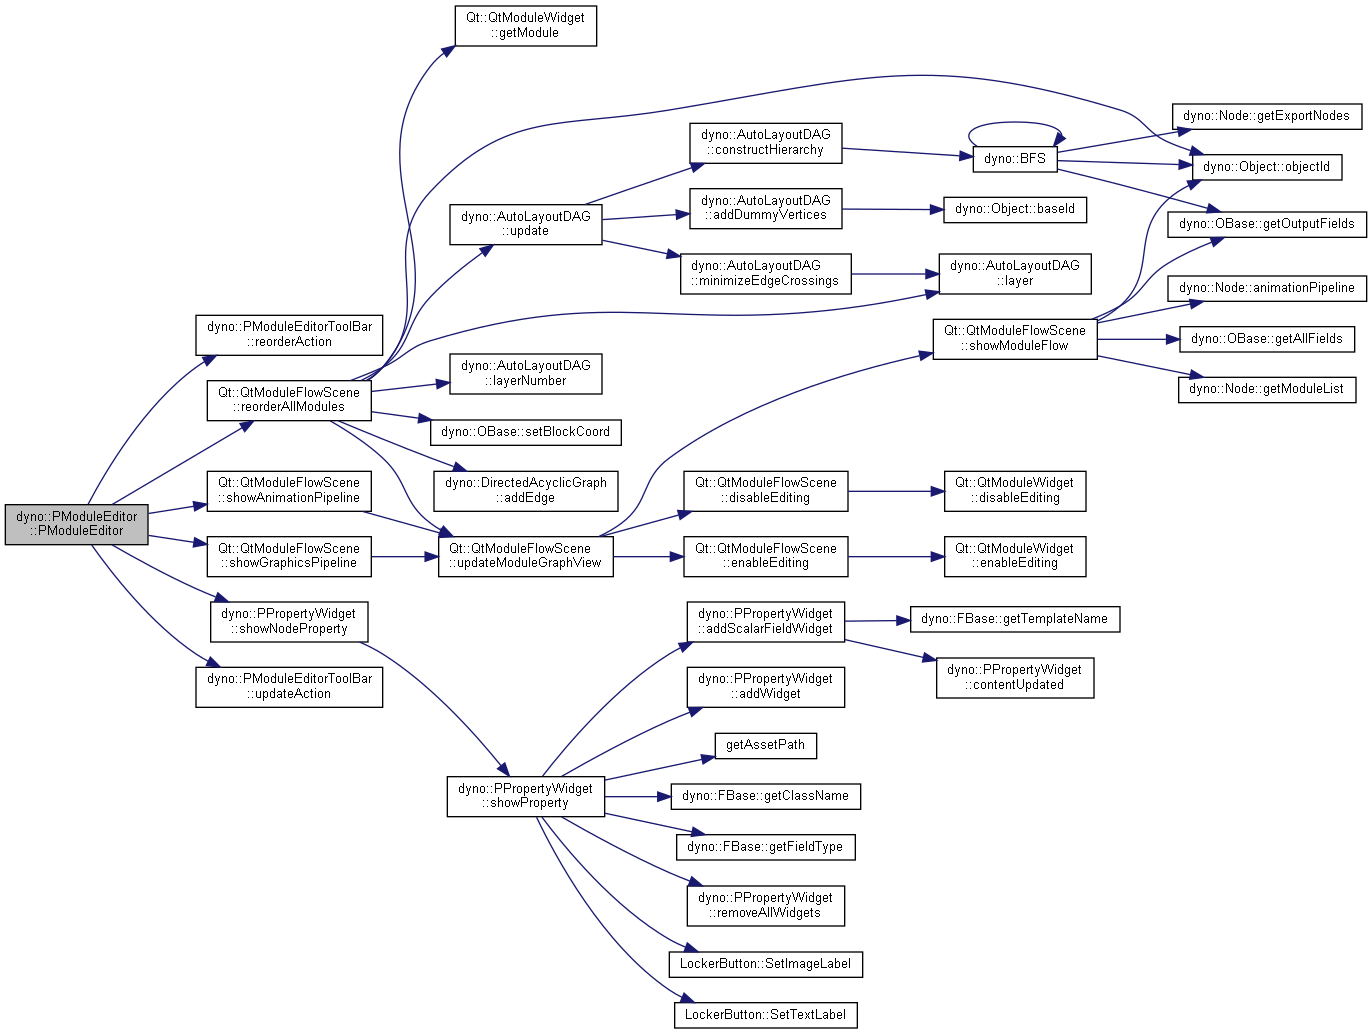 Qt::QtModuleWidget
::getModule
dyno::Node::getExportNodes
dyno::AutoLayoutDAG
::constructHierarchy
dyno::BFS
dyno::Object::objectId
dyno::AutoLayoutDAG
::addDummyVertices
dyno::Object::baseId
dyno::AutoLayoutDAG
::update
dyno::OBase::getOutputFields
dyno::AutoLayoutDAG
::minimizeEdgeCrossings
dyno::AutoLayoutDAG
::layer
dyno::Node::animationPipeline
dyno::PModuleEditorToolBar
::reorderAction
Qt::QtModuleFlowScene
::showModuleFlow
dyno::OBase::getAllFields
dyno::AutoLayoutDAG
::layerNumber
dyno::Node::getModuleList
Qt::QtModuleFlowScene
::reorderAllModules
dyno::OBase::setBlockCoord
Qt::QtModuleFlowScene
::showAnimationPipeline
dyno::DirectedAcyclicGraph
::addEdge
Qt::QtModuleFlowScene
::disableEditing
Qt::QtModuleWidget
::disableEditing
dyno::PModuleEditor
::PModuleEditor
Qt::QtModuleFlowScene
::showGraphicsPipeline
Qt::QtModuleFlowScene
::updateModuleGraphView
Qt::QtModuleFlowScene
::enableEditing
Qt::QtModuleWidget
::enableEditing
dyno::PPropertyWidget
::showNodeProperty
dyno::PPropertyWidget
::addScalarFieldWidget
dyno::FBase::getTemplateName
dyno::PModuleEditorToolBar
::updateAction
dyno::PPropertyWidget
::addWidget
dyno::PPropertyWidget
::contentUpdated
getAssetPath
dyno::PPropertyWidget
::showProperty
dyno::FBase::getClassName
dyno::FBase::getFieldType
dyno::PPropertyWidget
::removeAllWidgets
LockerButton::SetImageLabel
LockerButton::SetTextLabel